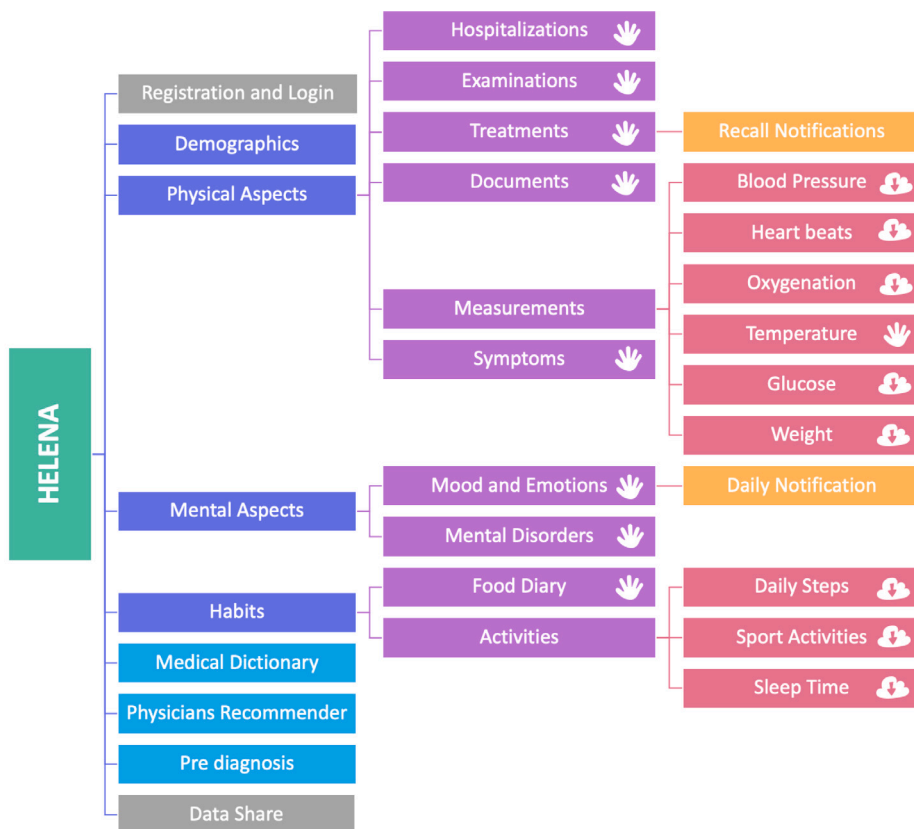 HELENA
Registration and Login
Demographics
Physical Aspects
Mental Aspects
Habits
Medical Dictionary
Physicians Recommender
Pre diagnosis
Data Share
Hospitalizations
Examinations
Treatments
Documents
Measurements
Symptoms
Mood and Emotions
Mental Disorders
Food Diary
Activities
Recall Notifications
Blood Pressure
Heart beats
Oxygenation
Temperature
Glucose
Weight
Daily Notification
Daily Steps
Sport Activities
Sleep Time